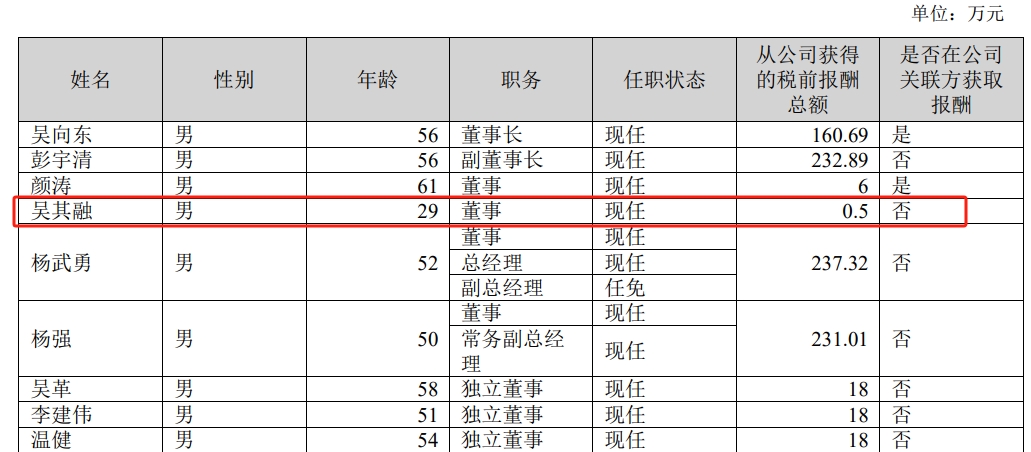 单位：万元
姓名 性别 年龄 职务 任职状态 从公司获得的税前报酬总额 是否在公司关联方获取报酬
吴向东 男 56 董事长 现任 160.69 是
彭宇清 男 56 副董事长 现任 232.89 否
颜涛 男 61 董事 现任 6 是
吴其融 男 29 董事 现任 0.5 否
杨武勇 男 52 董事 现任 237.32 否
总经理 现任
副总经理 任免
杨强 男 50 董事 现任 231.01 否
常务副总经理 现任
吴革 男 58 独立董事 现任 18 否
李建伟 男 51 独立董事 现任 18 否
温健 男 54 独立董事 现任 18 否